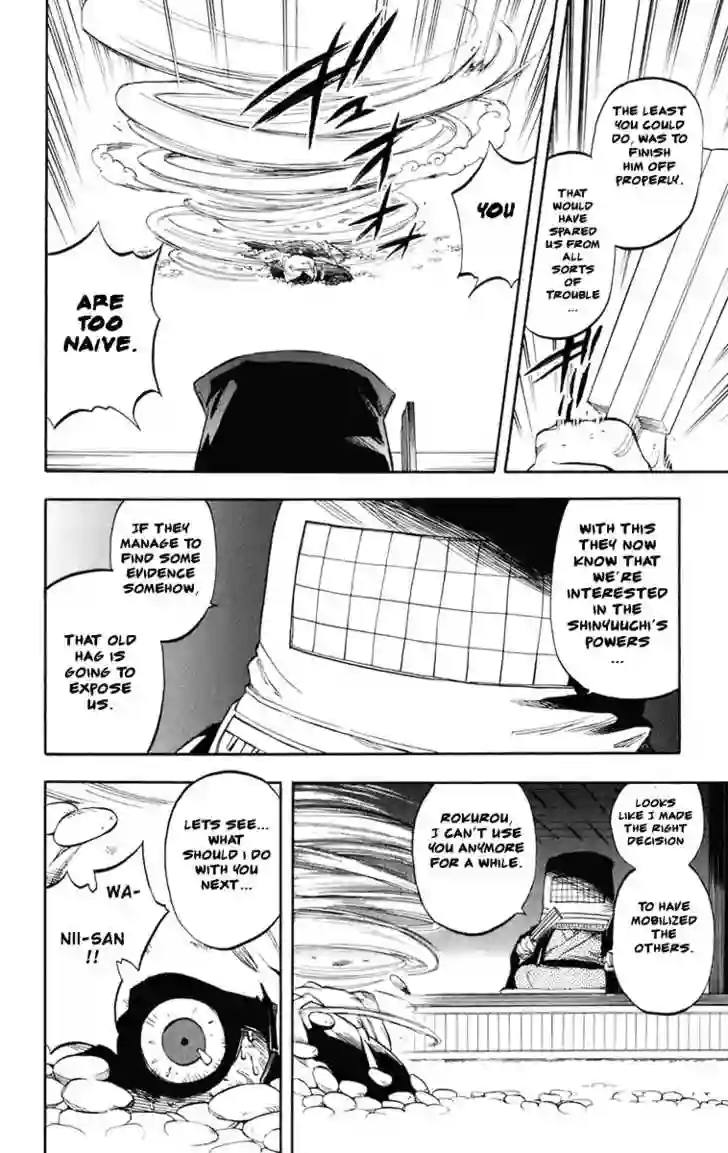 THE LEAST
YOU COULD
DO, WAS TO
FINISH
HIM OFF
PROPERLY.
THAT
WOULD
HAVE
SPARED
US FROM
ALL
SORTS
OF
TROUBLE
...
YOU
ARE
TOO
NAIVE.
WITH THIS
THEY NOW
KNOW THAT
WE'RE
INTERESTED
IN THE
SHINYUUCHI'S
POWERS
...
IF THEY
MANAGE TO
FIND SOME
EVIDENCE
SOMEHOW,
THAT OLD
HAG IS
GOING TO
EXPOSE
US.
LOOKS
LIKE I MADE
THE RIGHT
DECISION
TO HAVE
MOBILIZED
THE
OTHERS.
ROKUROU,
I CAN'T USE
YOU ANYMORE
FOR A WHILE.
LETS SEE...
WHAT
SHOULD I DO
WITH YOU
NEXT...
WA-
NII-SAN
!!